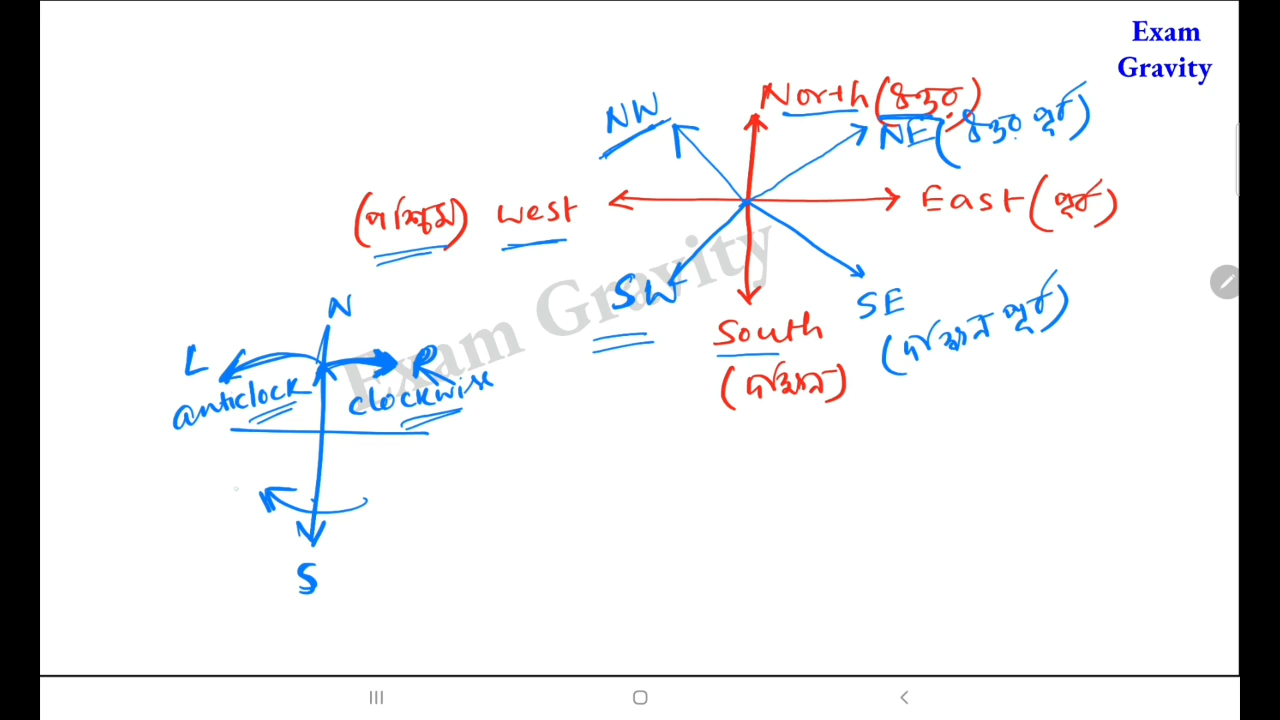 Exam
Gravity
NW
North (উত্তর)
NE (উত্তর পূর্ব)
(পশ্চিম) West
East (পূর্ব)
SW
SE
(দক্ষিণ পূর্ব)
South
(দক্ষিণ)
N
L
R
anticlock
clockwise
S
Exam Gravity